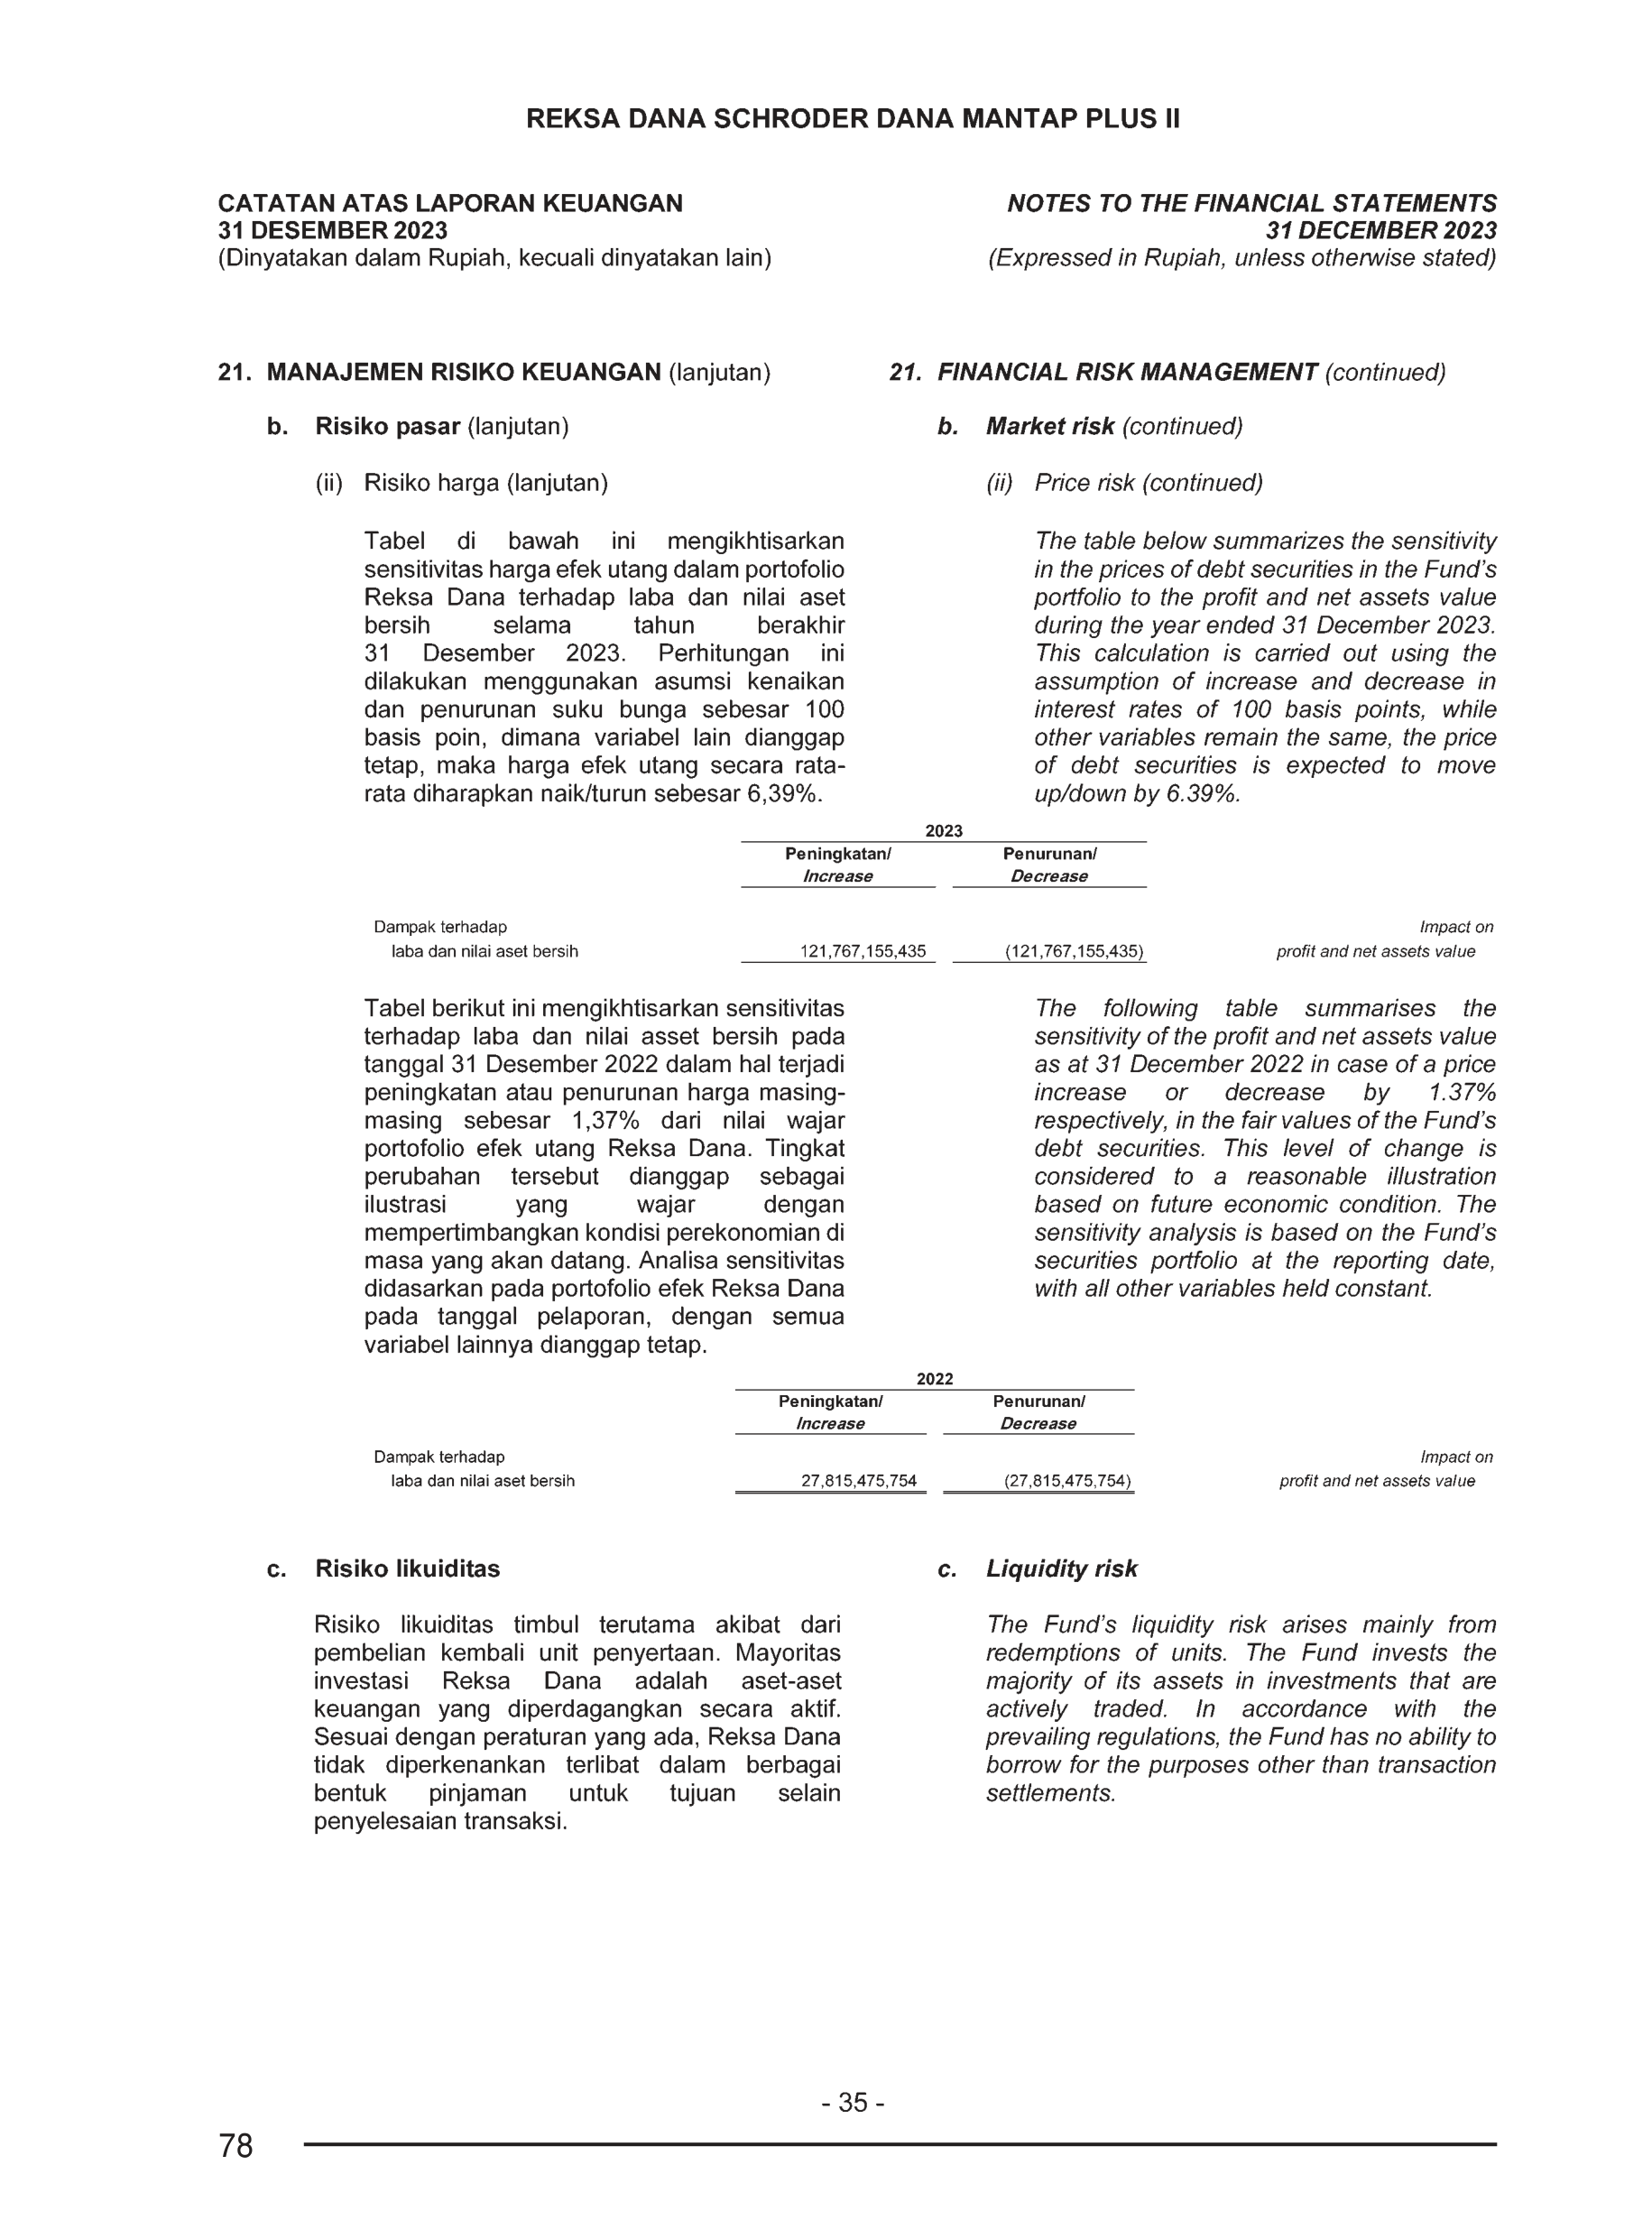 REKSA DANA SCHRODER DANA MANTAP PLUS II
CATATAN ATAS LAPORAN KEUANGAN
31 DESEMBER 2023
(Dinyatakan dalam Rupiah, kecuali dinyatakan lain)
NOTES TO THE FINANCIAL STATEMENTS
31 DECEMBER 2023
(Expressed in Rupiah, unless otherwise stated)
21. MANAJEMEN RISIKO KEUANGAN (lanjutan)
b. Risiko pasar (lanjutan)
(ii) Risiko harga (lanjutan)
Tabel di bawah ini mengikhtisarkan
sensitivitas harga efek utang dalam portofolio
Reksa Dana terhadap laba dan nilai aset
bersih selama tahun berakhir
31 Desember 2023. Perhitungan ini
dilakukan menggunakan asumsi kenaikan
dan penurunan suku bunga sebesar 100
basis poin, dimana variabel lain dianggap
tetap, maka harga efek utang secara rata-
rata diharapkan naik/turun sebesar 6,39%.
21. FINANCIAL RISK MANAGEMENT (continued)
b. Market risk (continued)
(ii) Price risk (continued)
The table below summarizes the sensitivity
in the prices of debt securities in the Fund's
portfolio to the profit and net assets value
during the year ended 31 December 2023.
This calculation is carried out using the
assumption of increase and decrease in
interest rates of 100 basis points, while
other variables remain the same, the price
of debt securities is expected to move
up/down by 6.39%.
2023
Peningkatan/ Penurunan/
Increase Decrease
Dampak terhadap Impact on
laba dan nilai aset bersih 121,767,155,435 (121,767,155,435) profit and net assets value
Tabel berikut ini mengikhtisarkan sensitivitas
terhadap laba dan nilai asset bersih pada
tanggal 31 Desember 2022 dalam hal terjadi
peningkatan atau penurunan harga masing-
masing sebesar 1,37% dari nilai wajar
portofolio efek utang Reksa Dana. Tingkat
perubahan tersebut dianggap sebagai
ilustrasi yang wajar dengan
mempertimbangkan kondisi perekonomian di
masa yang akan datang. Analisa sensitivitas
didasarkan pada portofolio efek Reksa Dana
pada tanggal pelaporan, dengan semua
variabel lainnya dianggap tetap.
The following table summarises the
sensitivity of the profit and net assets value
as at 31 December 2022 in case of a price
increase or decrease by 1.37%
respectively, in the fair values of the Fund's
debt securities. This level of change is
considered to a reasonable illustration
based on future economic condition. The
sensitivity analysis is based on the Fund's
securities portfolio at the reporting date,
with all other variables held constant.
2022
Peningkatan/ Penurunan/
Increase Decrease
Dampak terhadap Impact on
laba dan nilai aset bersih 27,815,475,754 (27,815,475,754) profit and net assets value
c. Risiko likuiditas
Risiko likuiditas timbul terutama akibat dari
pembelian kembali unit penyertaan. Mayoritas
investasi Reksa Dana adalah aset-aset
keuangan yang diperdagangkan secara aktif.
Sesuai dengan peraturan yang ada, Reksa Dana
tidak diperkenankan terlibat dalam berbagai
bentuk pinjaman untuk tujuan selain
penyelesaian transaksi.
c. Liquidity risk
The Fund's liquidity risk arises mainly from
redemptions of units. The Fund invests the
majority of its assets in investments that are
actively traded. In accordance with the
prevailing regulations, the Fund has no ability to
borrow for the purposes other than transaction
settlements.
- 35 -
78